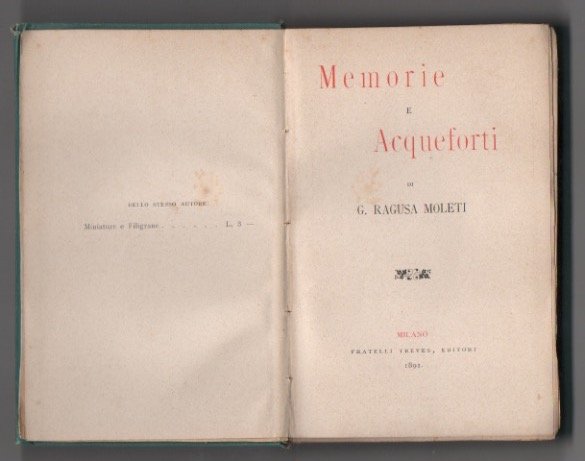 DELLO STESSO AUTORE:
Miniature e Filigrane . . . . . . L. 3 —
Memorie
E
Acqueforti
DI
G. RAGUSA MOLETI
MILANO
FRATELLI TREVES, EDITORI
1892.